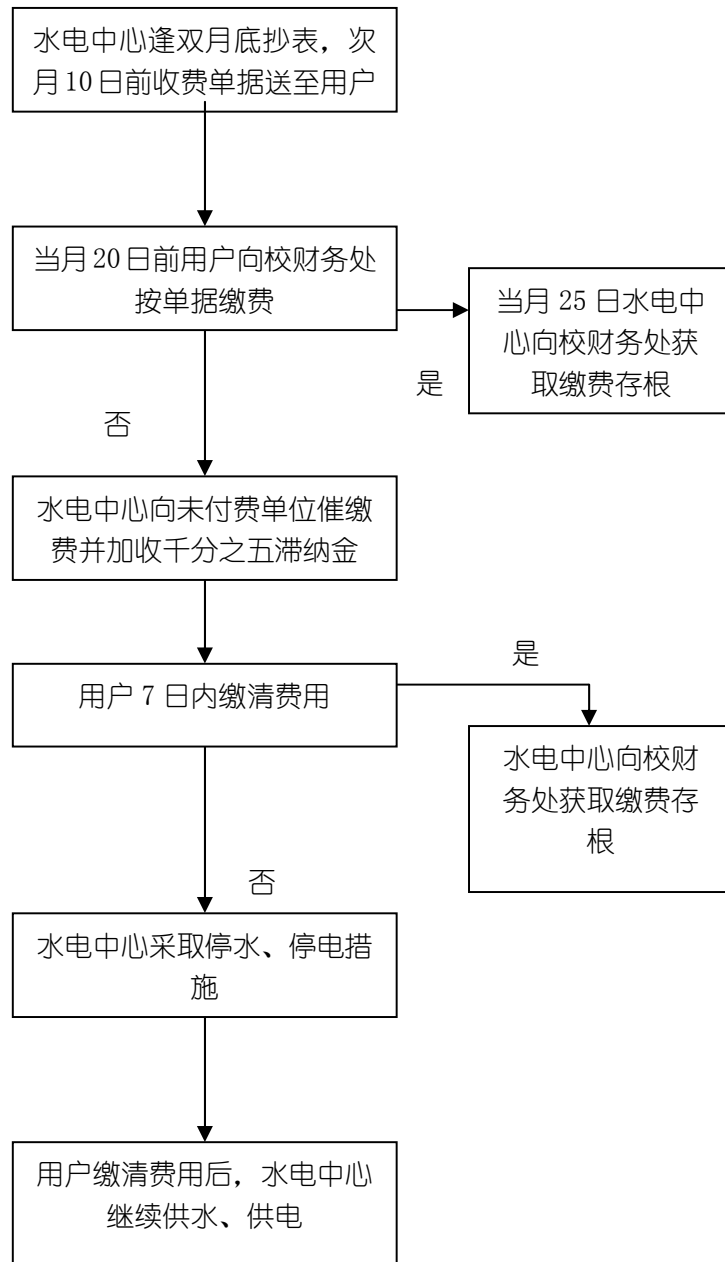 水电中心逢双月底抄表，次
月10日前收费单据送至用户
当月20日前用户向校财务处
按单据缴费
当月 25 日水电中
心向校财务处获
取缴费存根
是
否
水电中心向未付费单位催缴
费并加收千分之五滞纳金
是
用户 7 日内缴清费用
水电中心向校财
务处获取缴费存
根
否
水电中心采取停水、停电措
施
用户缴清费用后，水电中心
继续供水、供电